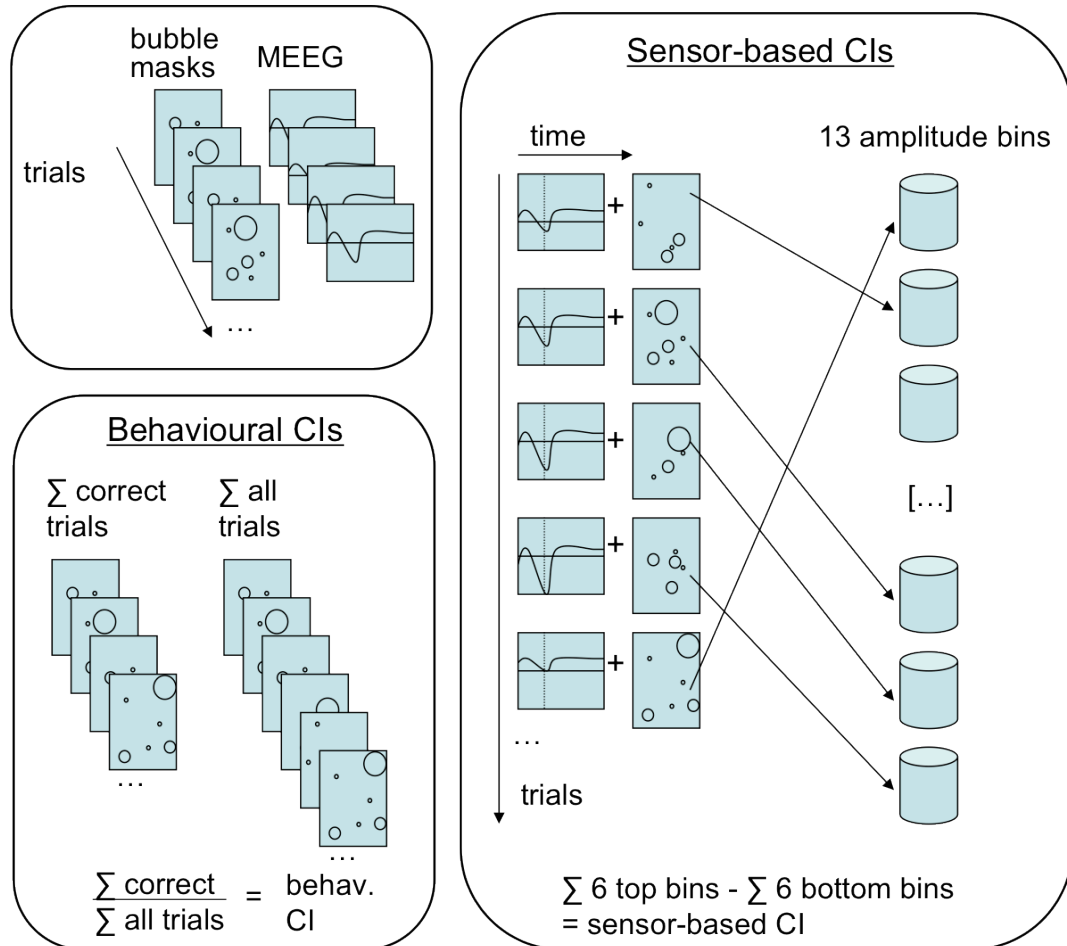 bubble
masks
MEEG
trials
…
Behavioural CIs
∑ correct
trials
∑ all
trials
…
…
∑ correct
∑ all trials
=
behav.
CI
Sensor-based CIs
time
13 amplitude bins
+
+
+
+
+
[…]
…
trials
∑ 6 top bins - ∑ 6 bottom bins
= sensor-based CI